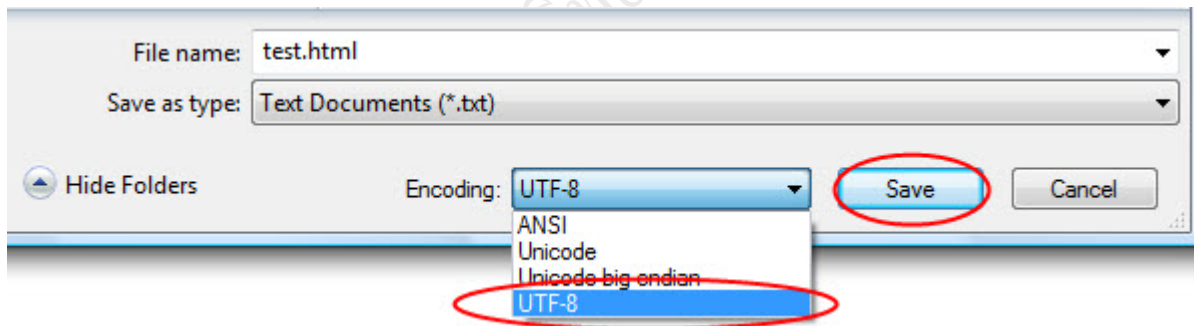 File name: test.html
Save as type: Text Documents (*.txt)
Hide Folders Encoding: UTF-8 Save Cancel
ANSI
Unicode
Unicode big endian
UTF-8